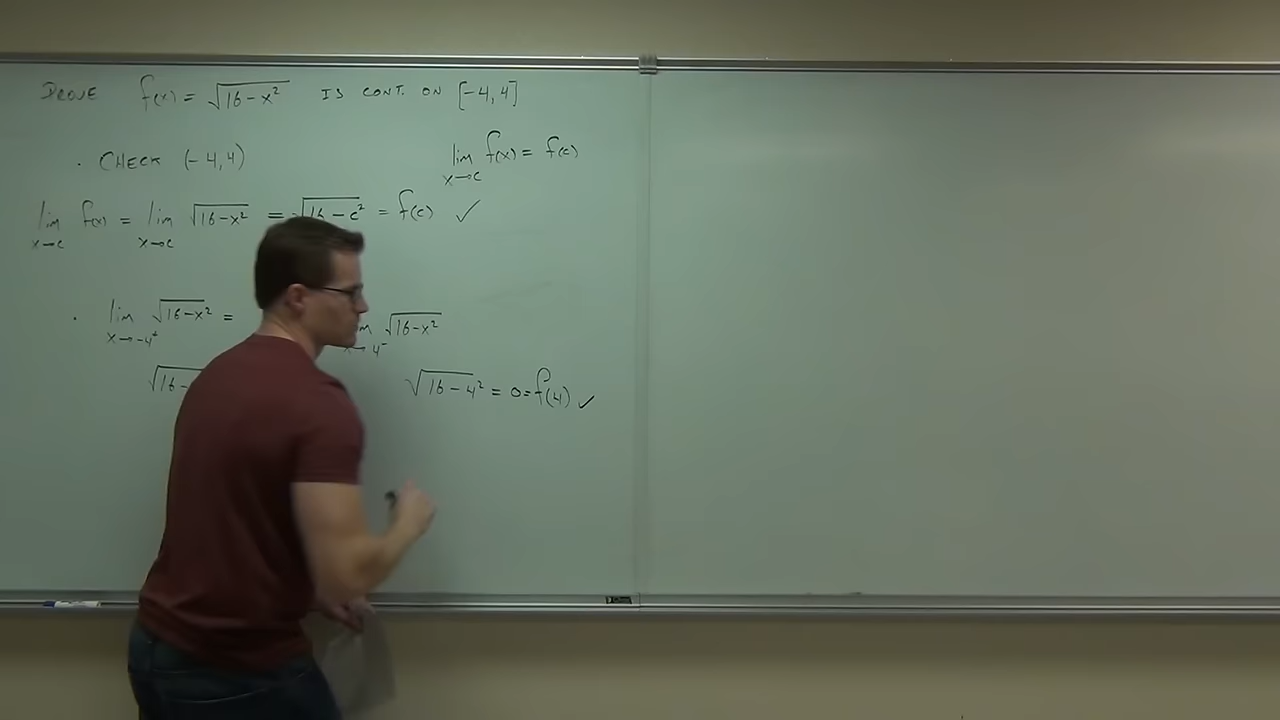 PROVE f(x) = √16-x² IS CONT. ON [-4,4]
· CHECK (-4,4)
lim f(x) = f(c)
x→c
lim f(x) = lim √16-x² = √16-c² = f(c) ✓
x→c x→c
· lim √16-x² =
x→-4⁺
√16-
√16-x²
x→4⁻
√16-4² = 0 = f(4) ✓